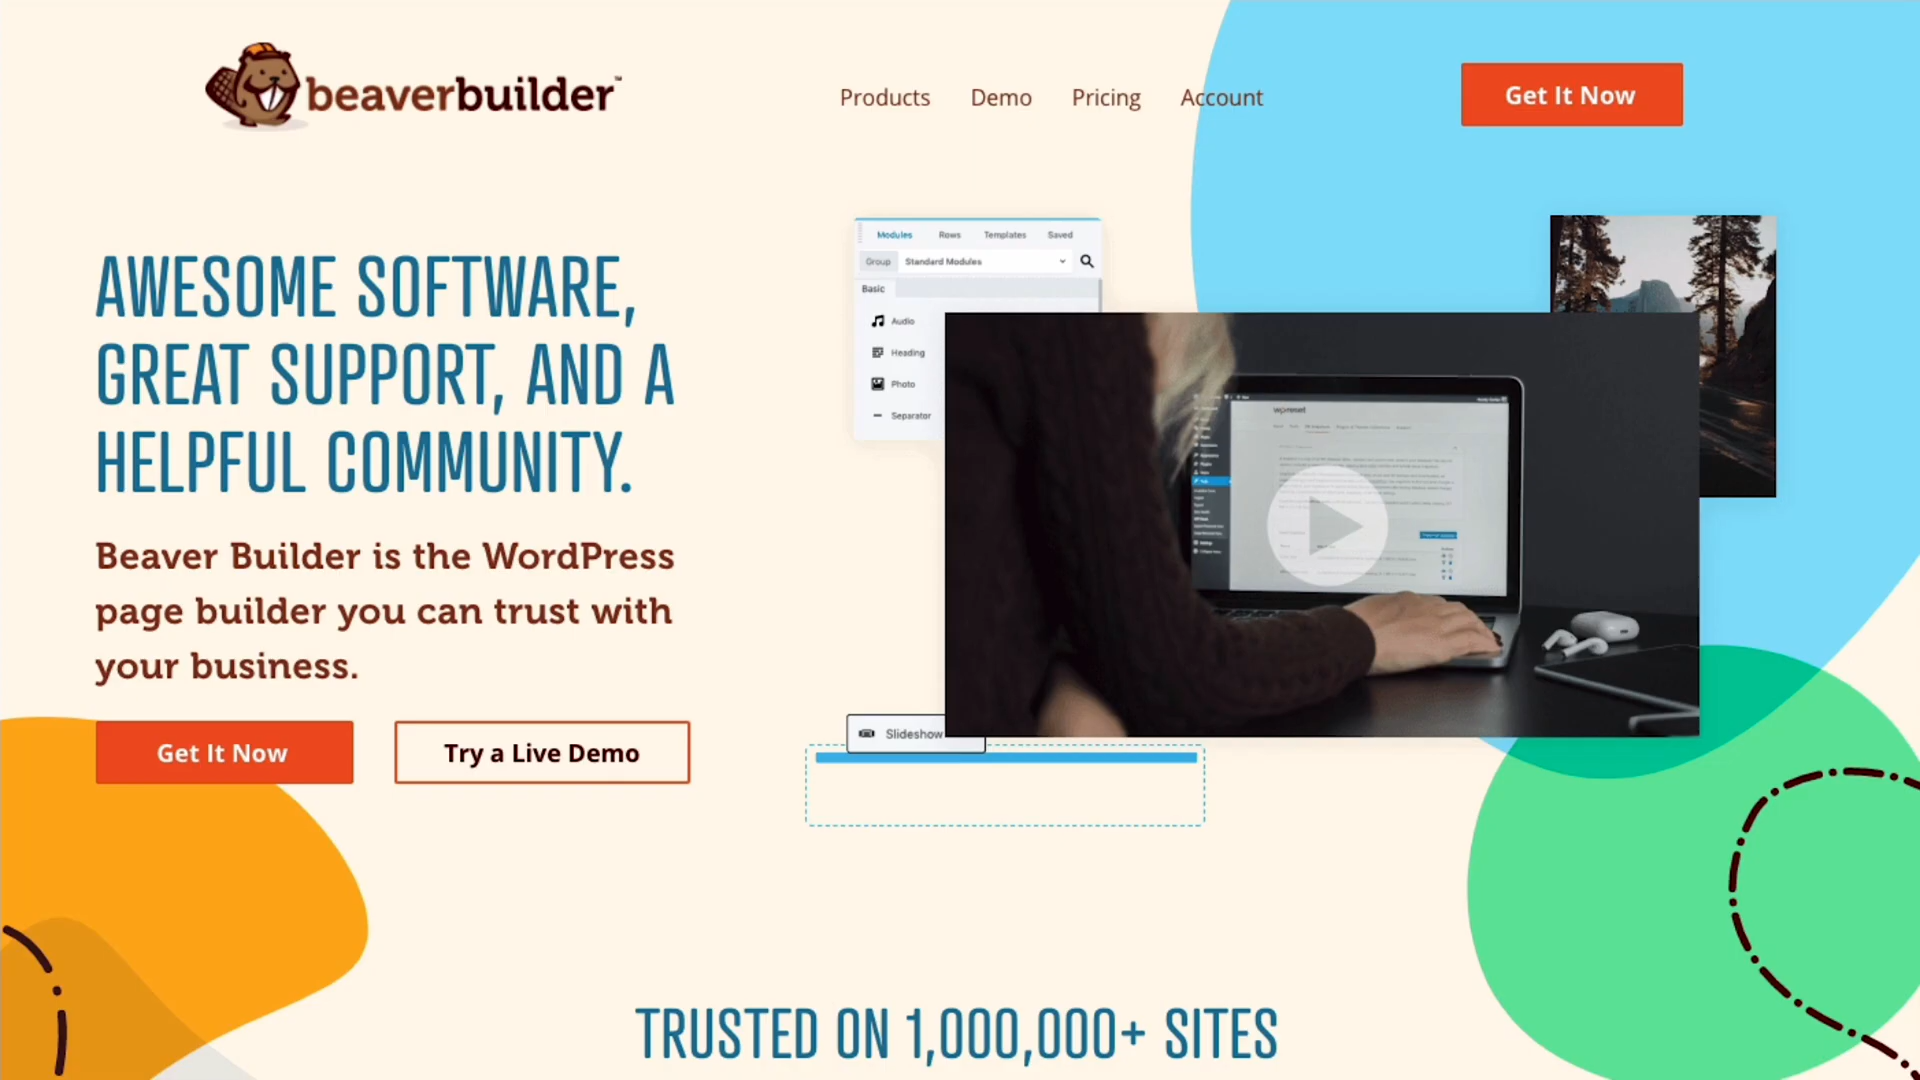 beaverbuilder™
Products
Demo
Pricing
Account
Get It Now
Modules
Rows
Templates
Saved
Group
Standard Modules
Basic
Audio
Heading
Photo
Separator
AWESOME SOFTWARE,
GREAT SUPPORT, AND A
HELPFUL COMMUNITY.
Beaver Builder is the WordPress
page builder you can trust with
your business.
Get It Now
Try a Live Demo
wpreset
Slideshow
TRUSTED ON 1,000,000+ SITES